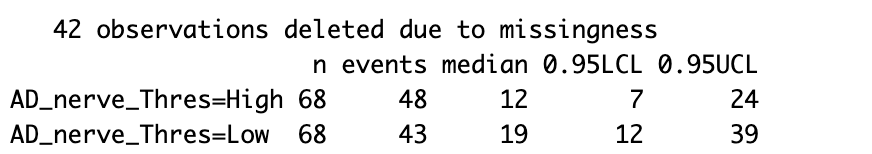 42 observations deleted due to missingness
n events median 0.95LCL 0.95UCL
AD_nerve_Thres=High 68 48 12 7 24
AD_nerve_Thres=Low 68 43 19 12 39